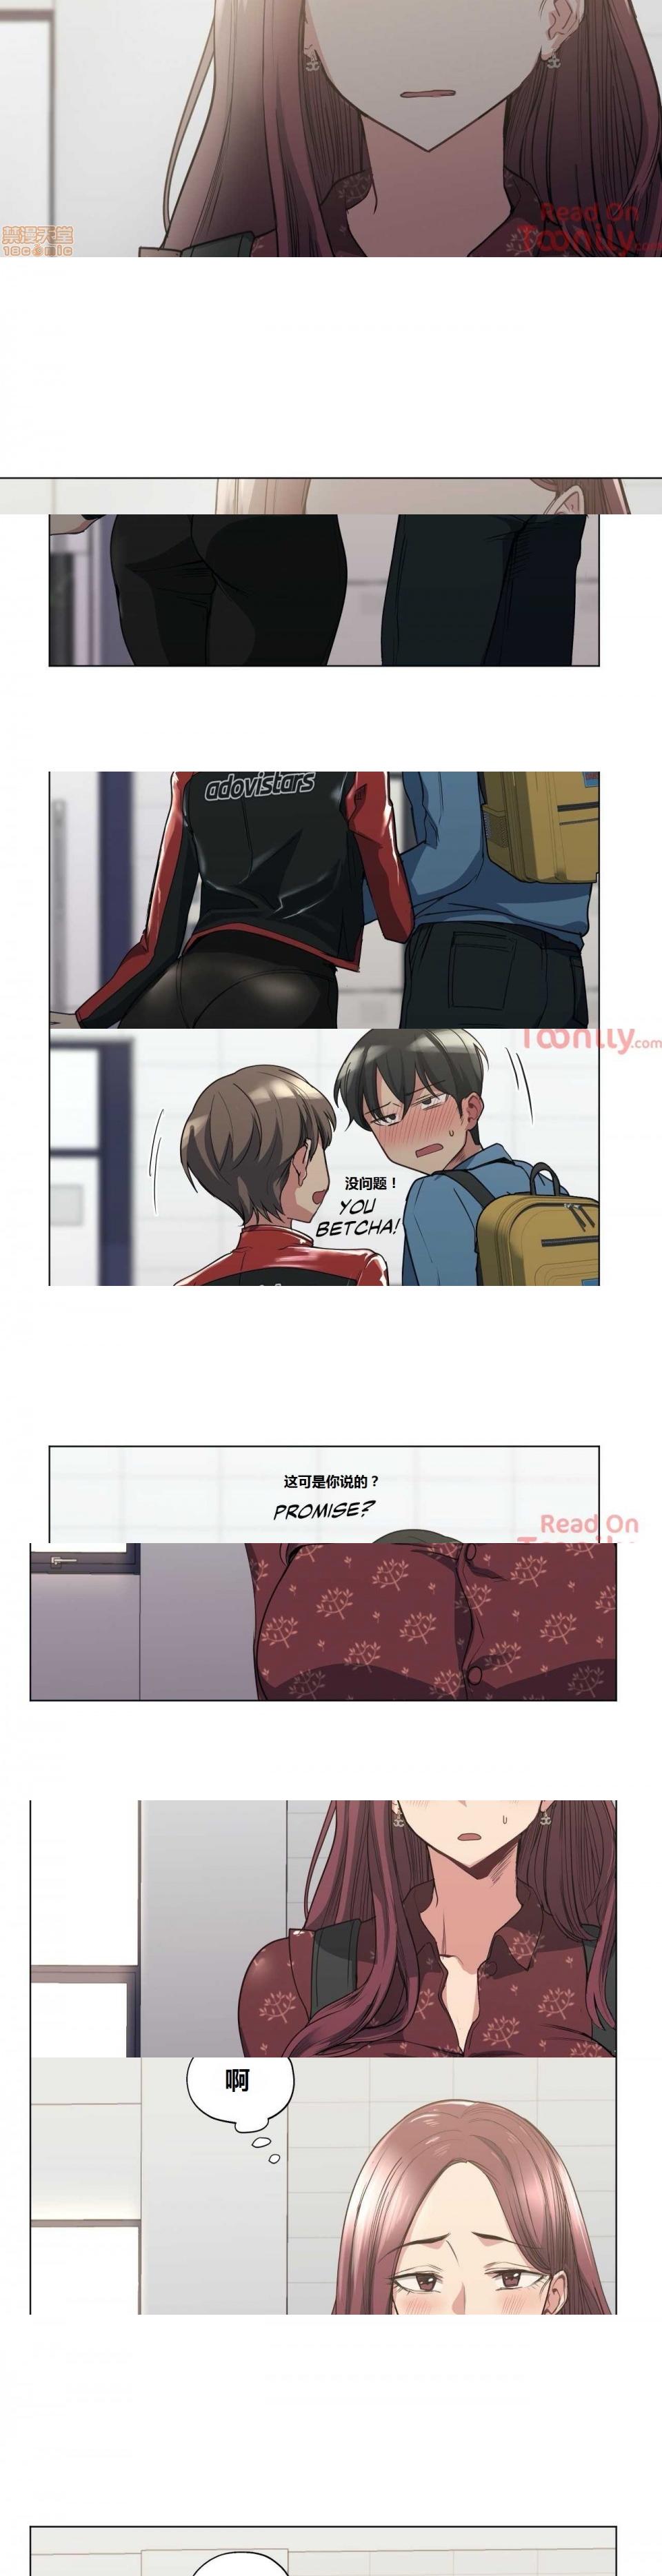 Read On
Toonily.com
禁漫天堂
18comic
adovistars
Toonily.com
没问题！
YOU
BETCHA!
这可是你说的？
PROMISE?
Read On
啊